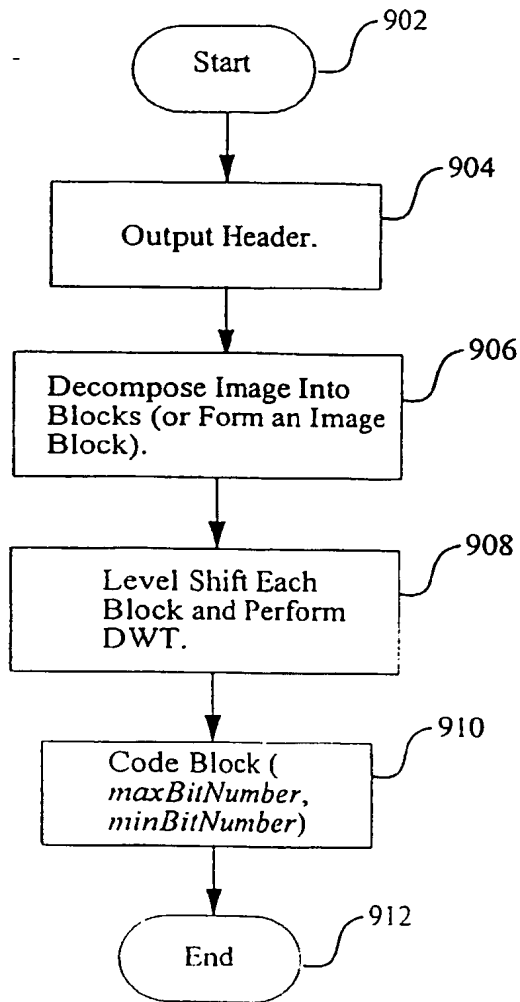 902
Start
904
Output Header.
906
Decompose Image Into
Blocks (or Form an Image
Block).
908
Level Shift Each
Block and Perform
DWT.
910
Code Block (
maxBitNumber,
minBitNumber)
912
End